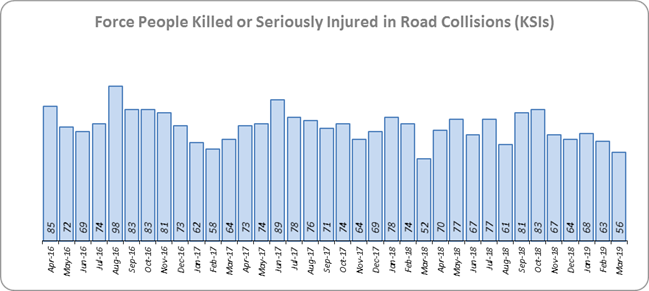 Force People Killed or Seriously Injured in Road Collisions (KSIs)
85 72 69 74 98 83 83 81 73 62 58 64 73 74 89 78 76 71 74 64 69 78 74 52 70 77 67 77 61 81 83 67 64 68 63 56
Apr-16 May-16 Jun-16 Jul-16 Aug-16 Sep-16 Oct-16 Nov-16 Dec-16 Jan-17 Feb-17 Mar-17 Apr-17 May-17 Jun-17 Jul-17 Aug-17 Sep-17 Oct-17 Nov-17 Dec-17 Jan-18 Feb-18 Mar-18 Apr-18 May-18 Jun-18 Jul-18 Aug-18 Sep-18 Oct-18 Nov-18 Dec-18 Jan-19 Feb-19 Mar-19